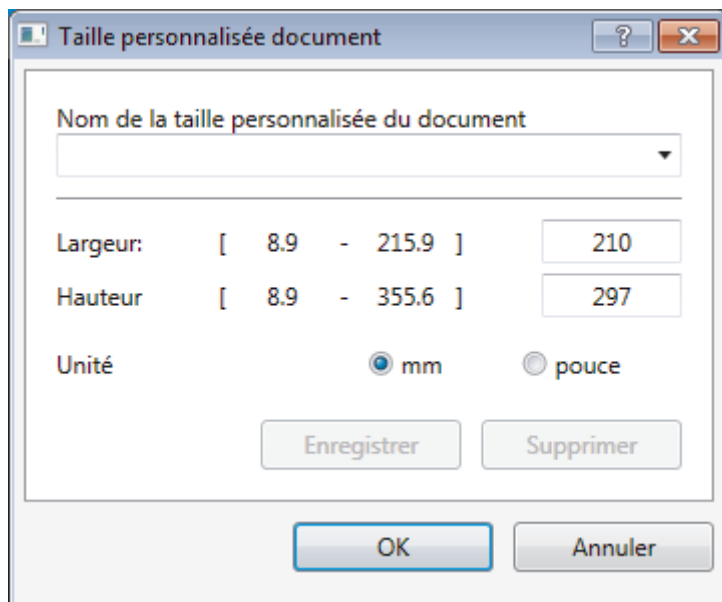 Taille personnalisée document
Nom de la taille personnalisée du document
Largeur: [ 8.9 - 215.9 ] 210
Hauteur [ 8.9 - 355.6 ] 297
Unité mm pouce
Enregistrer Supprimer
OK Annuler